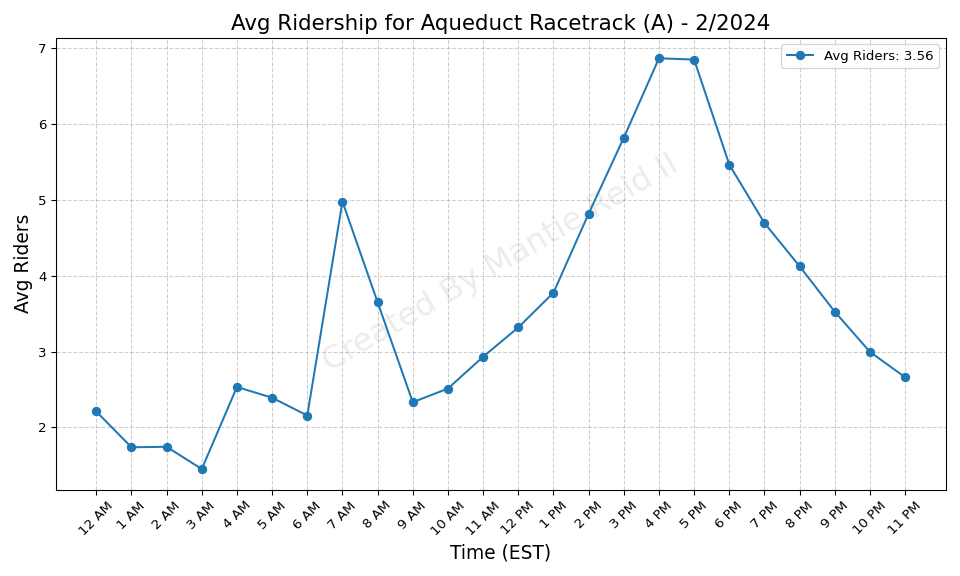 Avg Ridership for Aqueduct Racetrack (A) - 2/2024
Avg Riders: 3.56
7
6
5
4
3
2
Avg Riders
Created By Mantie Reid II
12 AM
1 AM
2 AM
3 AM
4 AM
5 AM
6 AM
7 AM
8 AM
9 AM
10 AM
11 AM
12 PM
1 PM
2 PM
3 PM
4 PM
5 PM
6 PM
7 PM
8 PM
9 PM
10 PM
11 PM
Time (EST)